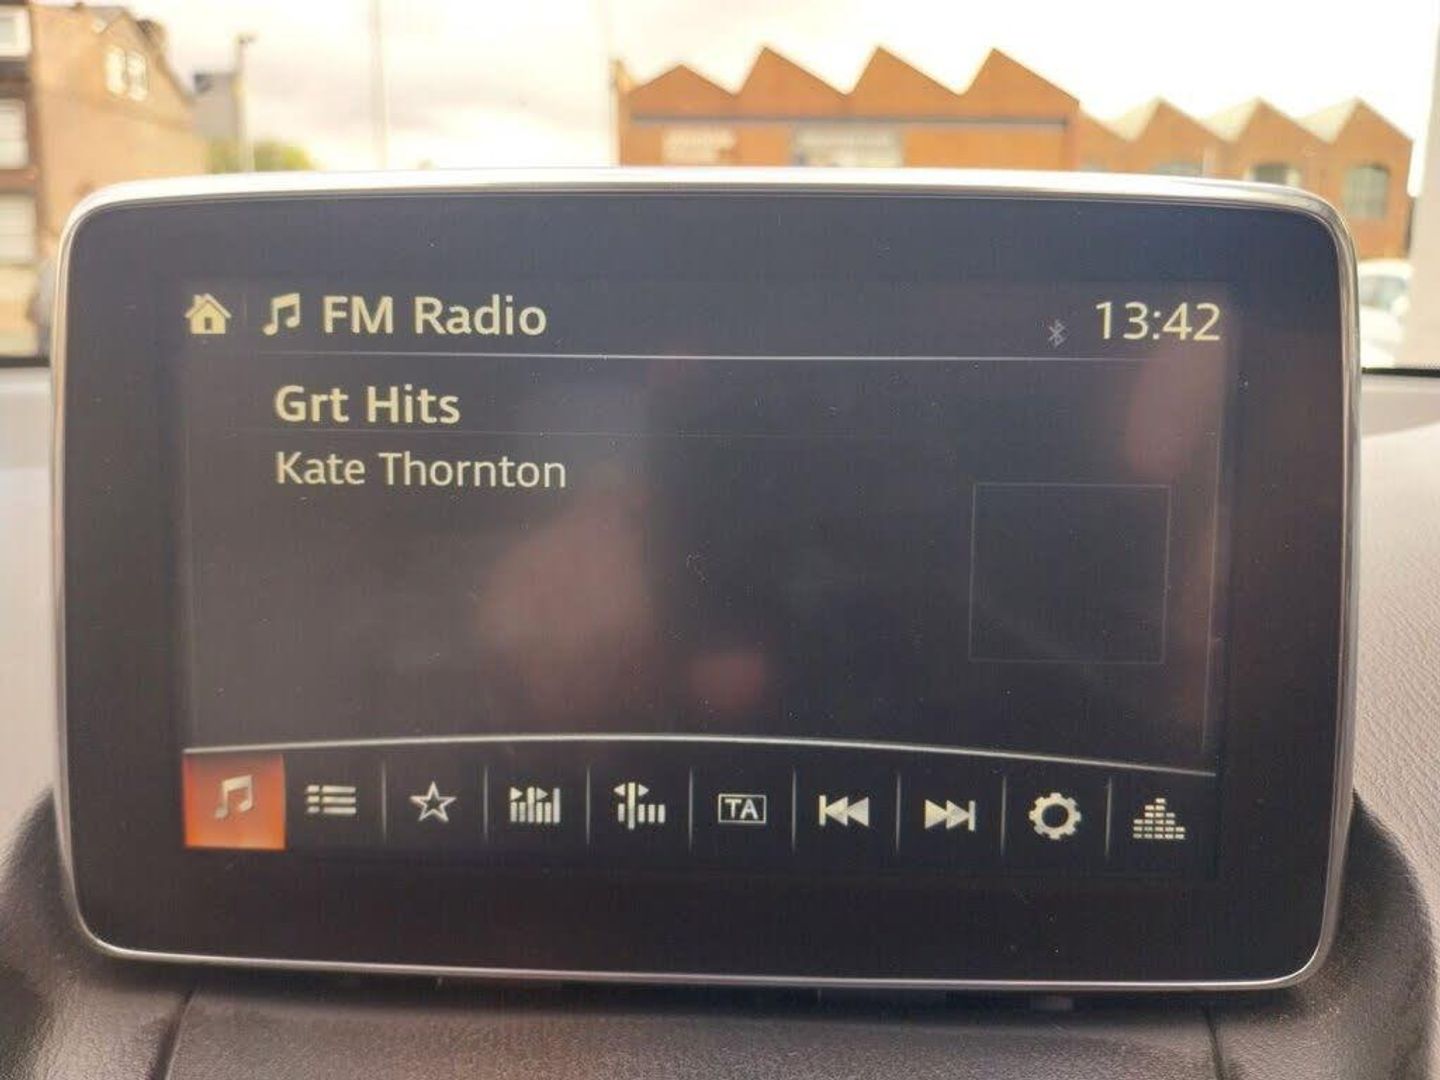 FM Radio
13:42
Grt Hits
Kate Thornton
TA